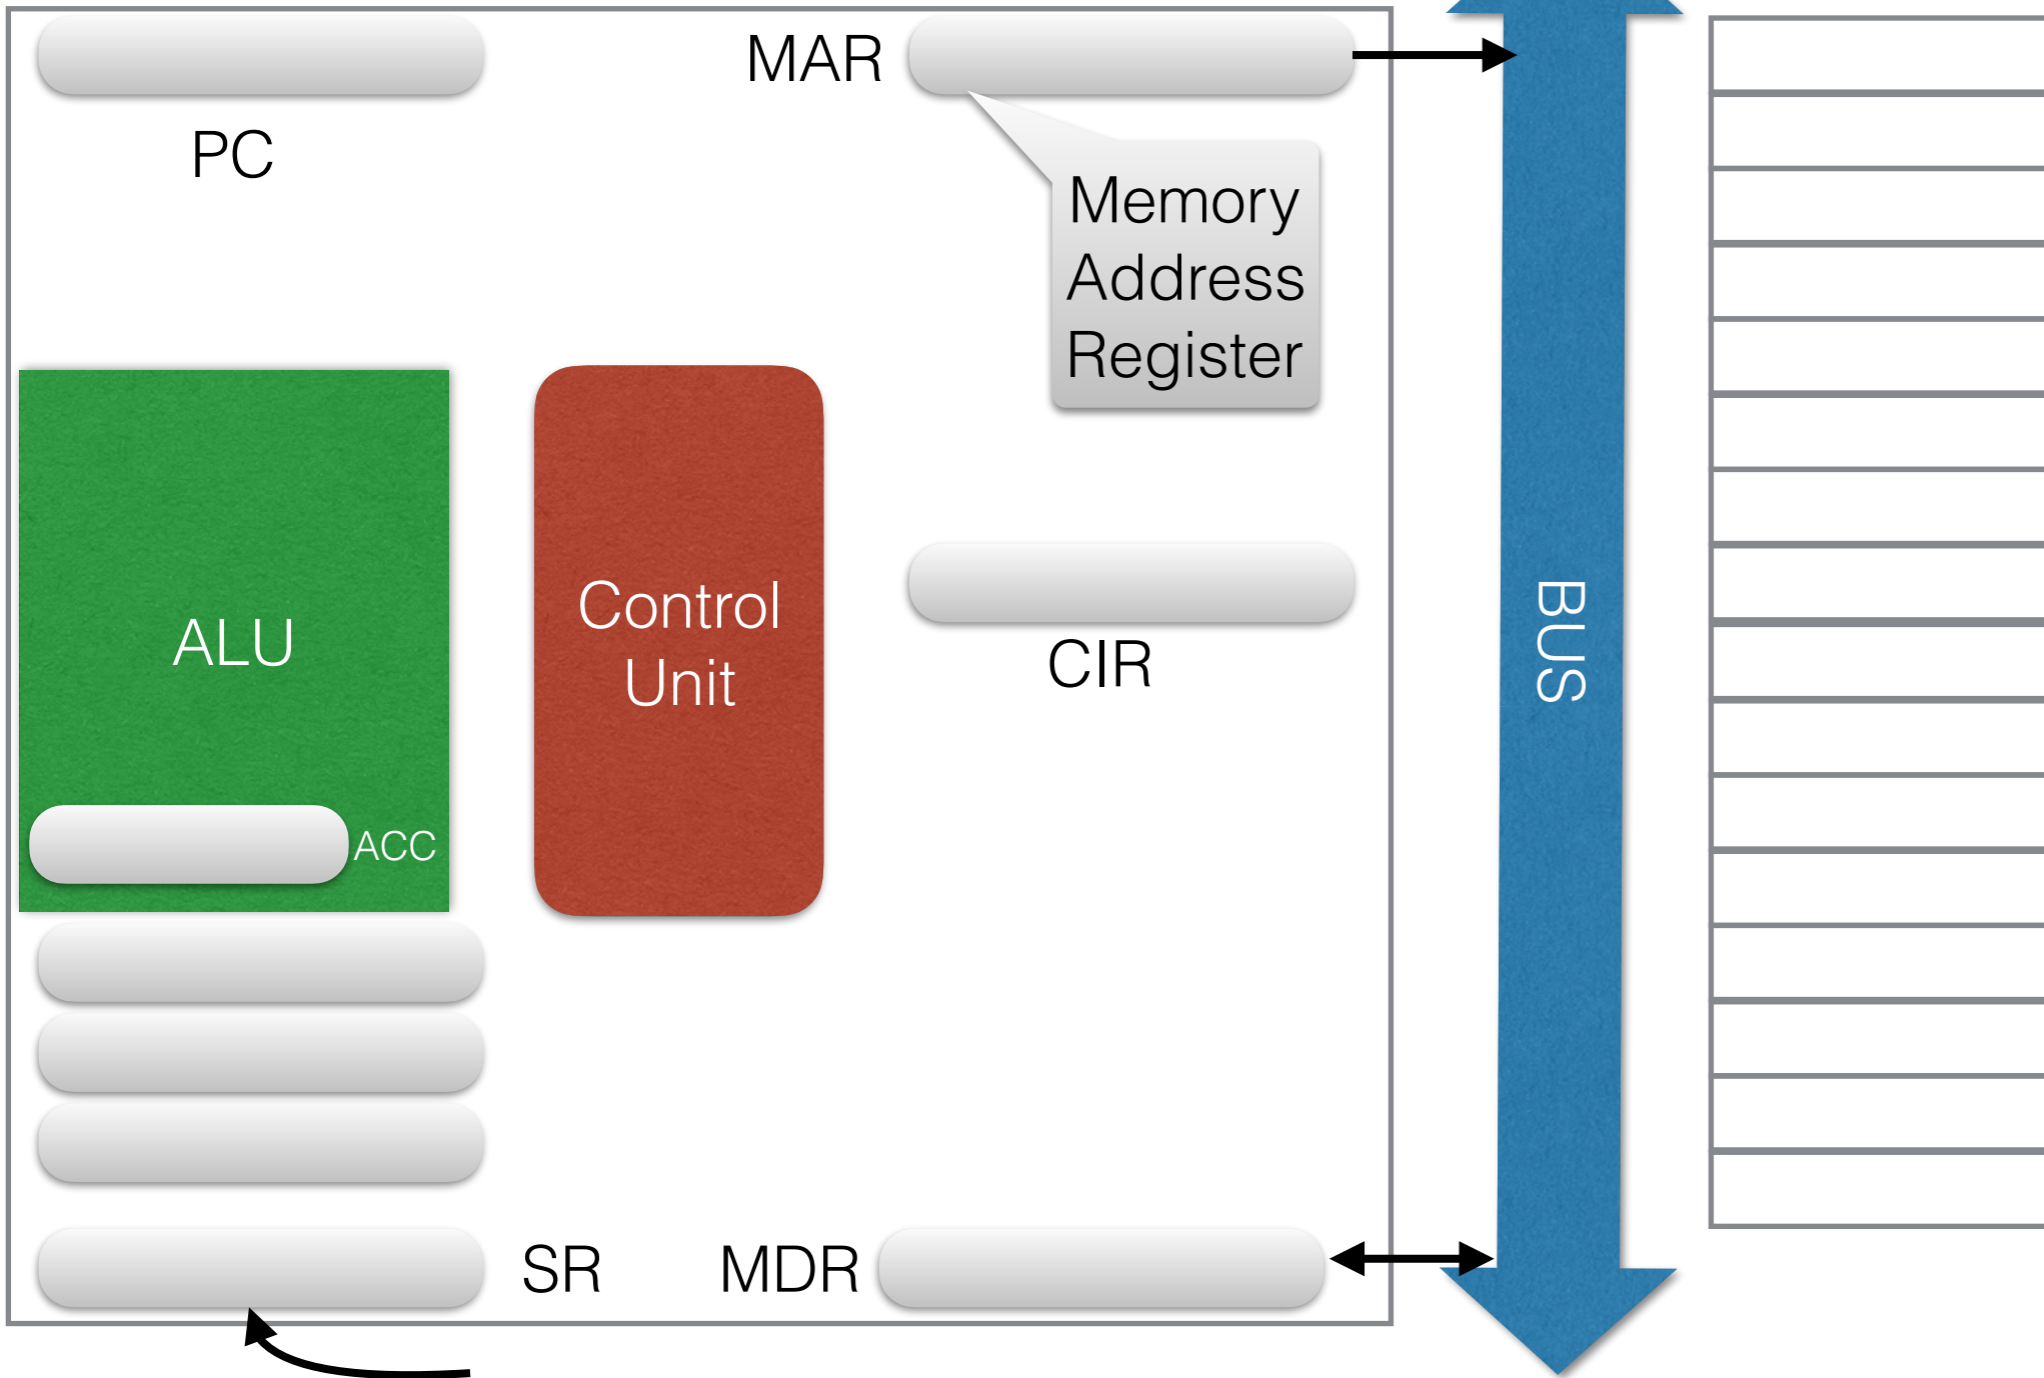 MAR
PC
Memory
Address
Register
ALU
Control
Unit
CIR
BUS
ACC
SR
MDR